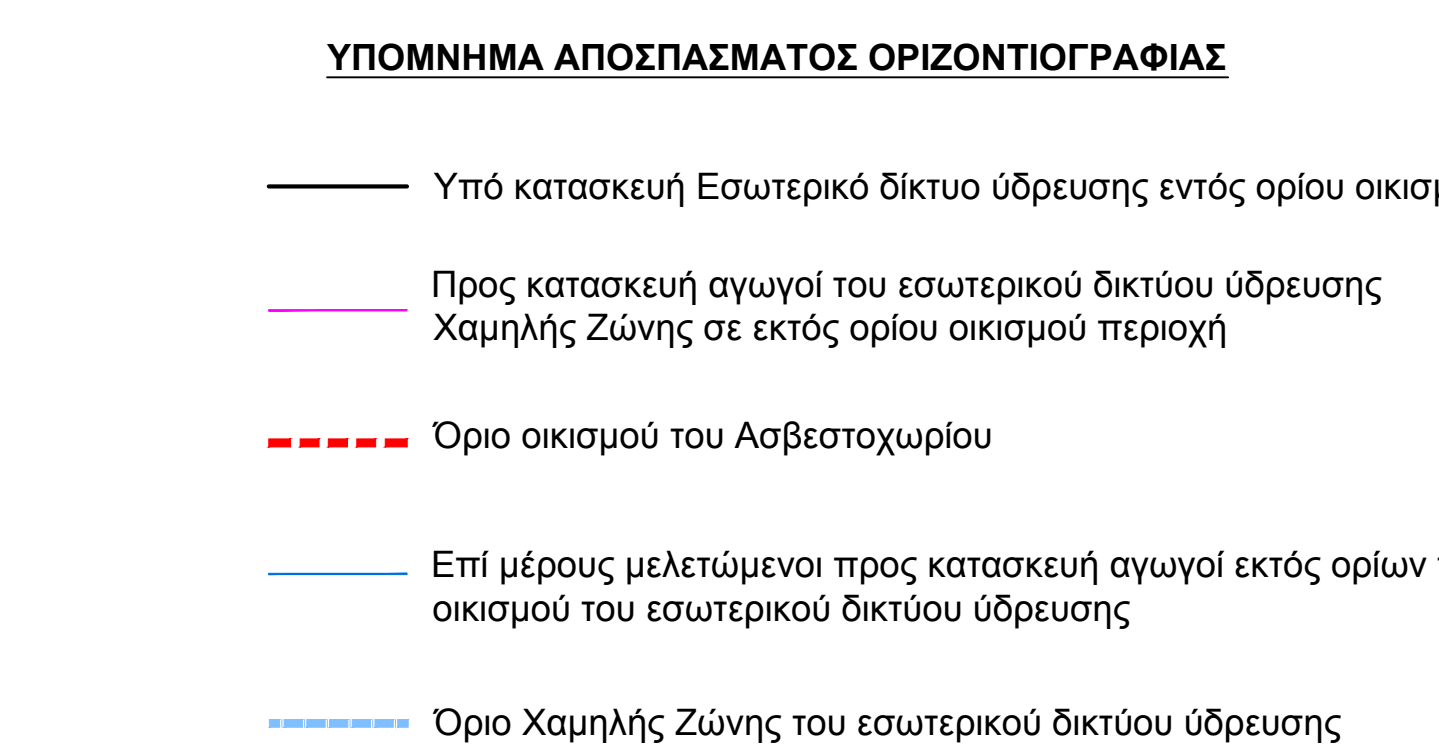 ΥΠΟΜΝΗΜΑ ΑΠΟΣΠΑΣΜΑΤΟΣ ΟΡΙΖΟΝΤΙΟΓΡΑΦΙΑΣ
Υπό κατασκευή Εσωτερικό δίκτυο ύδρευσης εντός ορίου
Προς κατασκευή αγωγοί του εσωτερικού δικτύου ύδρευσης
Χαμηλής Ζώνης σε εκτός ορίου οικισμού περιοχή
Όριο οικισμού του Ασβεστοχωρίου
Επί μέρους μελετώμενοι προς κατασκευή αγωγοί εκτός ορίων
οικισμού του εσωτερικού δικτύου ύδρευσης
Όριο Χαμηλής Ζώνης του εσωτερικού δικτύου ύδρευσης